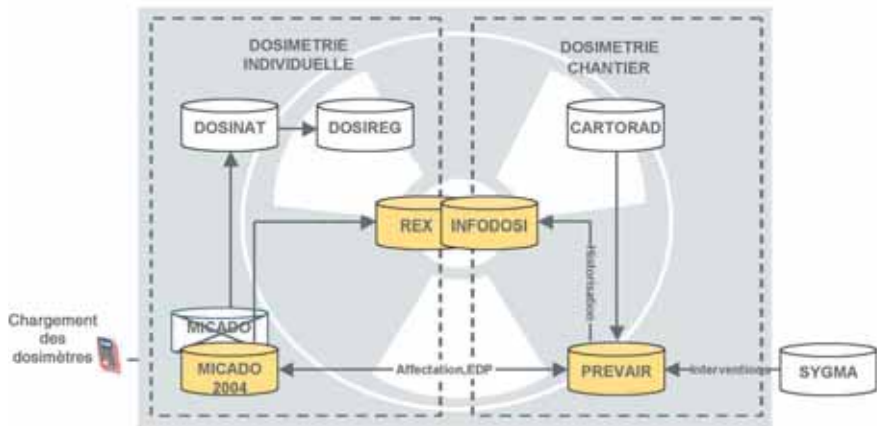 DOSIMETRIE
INDIVIDUELLE
DOSIMETRIE
CHANTIER
DOSINAT
DOSIREG
CARTORAD
REX
INFODOSI
Historisation
Chargement
des
dosimètres
MICADO
MICADO
2004
Affectation,EDP
PREVAIR
Interventions
SYGMA